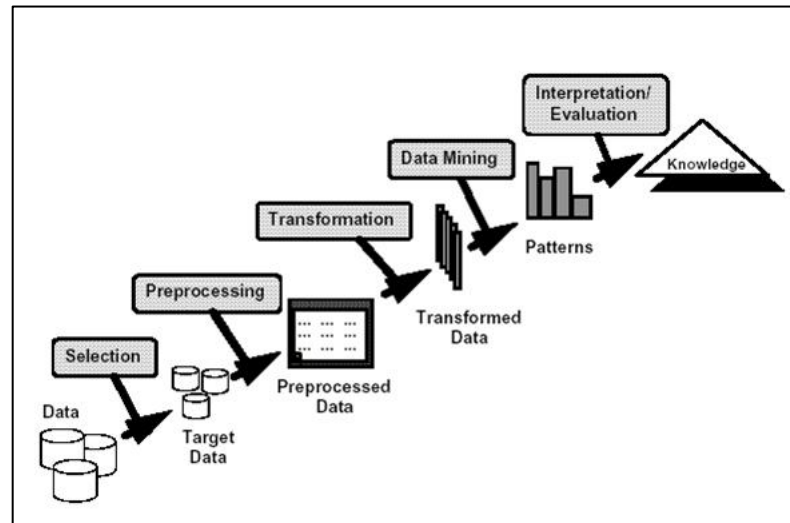 Interpretation/
Evaluation
Knowledge
Data Mining
Patterns
Transformation
Transformed
Data
Preprocessing
Preprocessed
Data
Selection
Target
Data
Data
... ... ...
... ... ...
... ... ...